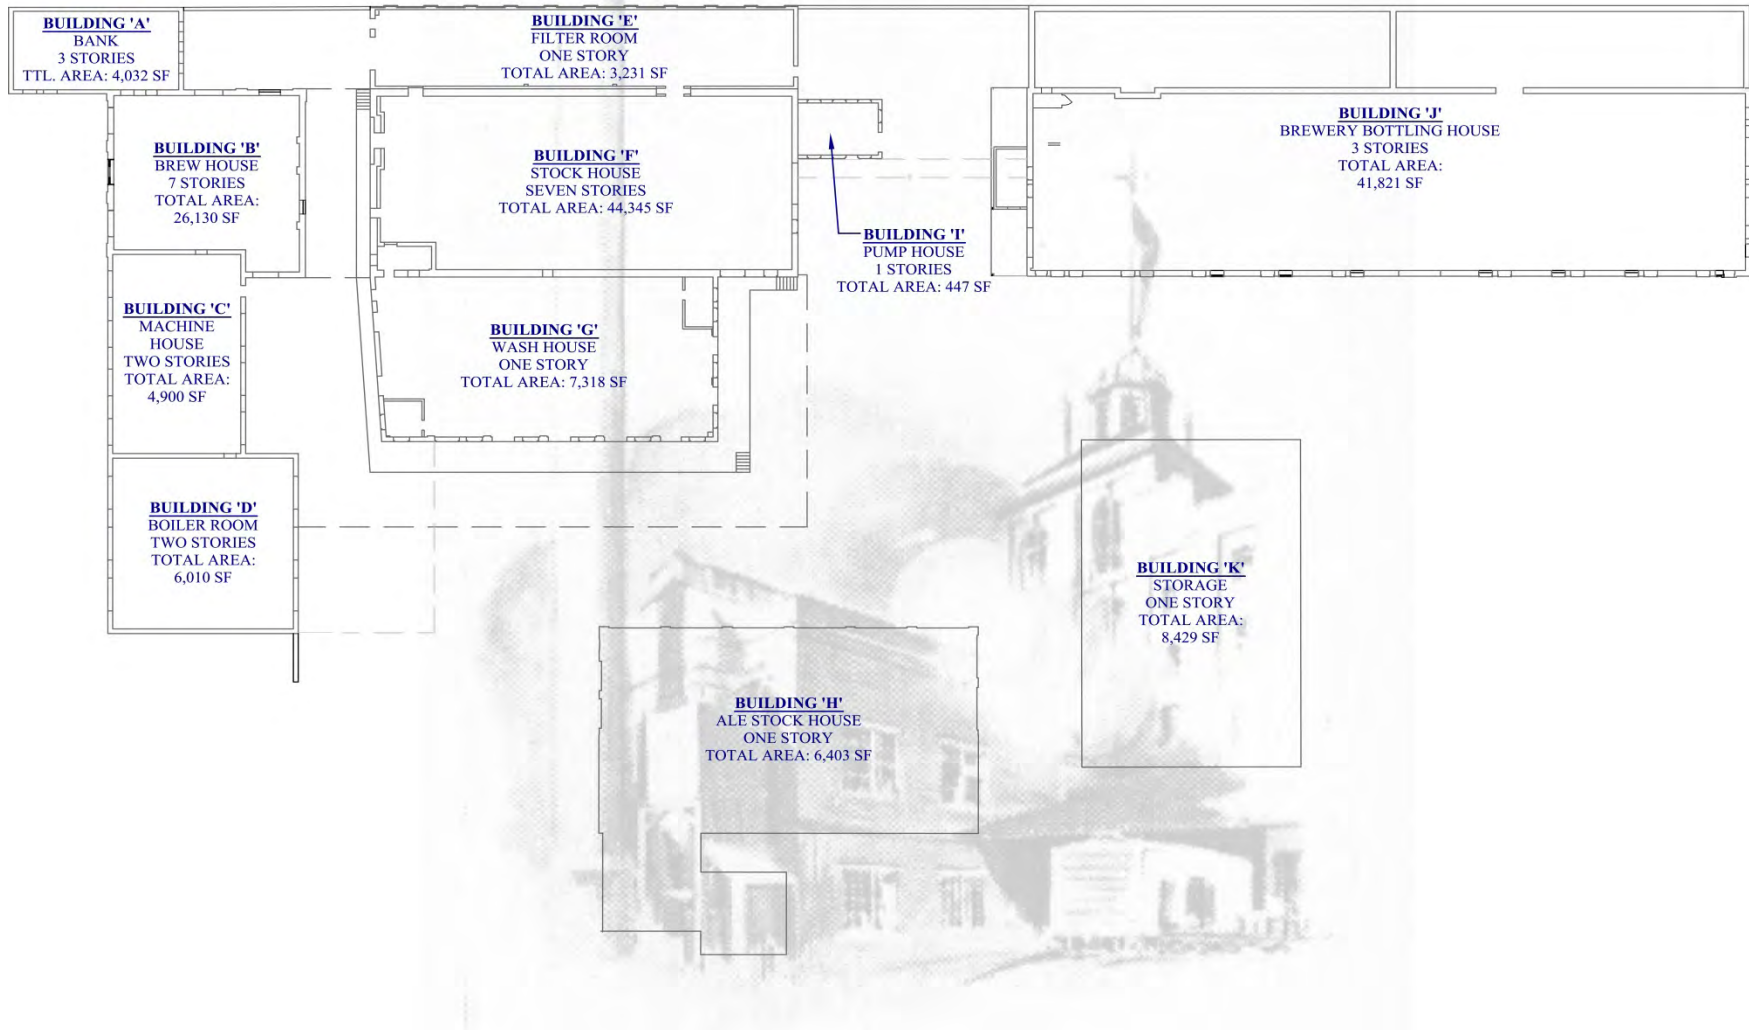 BUILDING 'A'
BANK
3 STORIES
TTL. AREA: 4,032 SF
BUILDING 'E'
FILTER ROOM
ONE STORY
TOTAL AREA: 3,231 SF
BUILDING 'B'
BREW HOUSE
7 STORIES
TOTAL AREA:
26,130 SF
BUILDING 'F'
STOCK HOUSE
SEVEN STORIES
TOTAL AREA: 44,345 SF
BUILDING 'J'
BREWERY BOTTLING HOUSE
3 STORIES
TOTAL AREA:
41,821 SF
BUILDING 'I'
PUMP HOUSE
1 STORIES
TOTAL AREA: 447 SF
BUILDING 'C'
MACHINE
HOUSE
TWO STORIES
TOTAL AREA:
4,900 SF
BUILDING 'G'
WASH HOUSE
ONE STORY
TOTAL AREA: 7,318 SF
BUILDING 'D'
BOILER ROOM
TWO STORIES
TOTAL AREA:
6,010 SF
BUILDING 'K'
STORAGE
ONE STORY
TOTAL AREA:
8,429 SF
BUILDING 'H'
ALE STOCK HOUSE
ONE STORY
TOTAL AREA: 6,403 SF